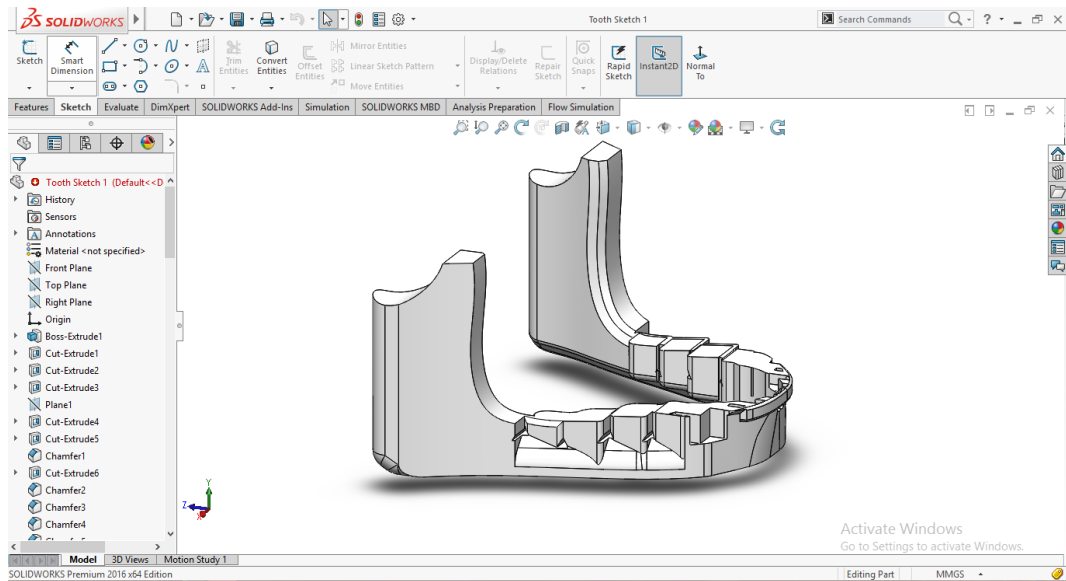 SOLIDWORKS
Tooth Sketch 1
Search Commands
?
Sketch
Smart Dimension
Trim Entities
Convert Entities
Offset Entities
Mirror Entities
Linear Sketch Pattern
Move Entities
Display/Delete Relations
Repair Sketch
Quick Snaps
Rapid Sketch
Instant2D
Normal To
Features Sketch Evaluate DimXpert SOLIDWORKS Add-Ins Simulation SOLIDWORKS MBD Analysis Preparation Flow Simulation
Tooth Sketch 1 (Default<<D
History
Sensors
Annotations
Material <not specified>
Front Plane
Top Plane
Right Plane
Origin
Boss-Extrude1
Cut-Extrude1
Cut-Extrude2
Cut-Extrude3
Plane1
Cut-Extrude4
Cut-Extrude5
Chamfer1
Cut-Extrude6
Chamfer2
Chamfer3
Chamfer4
Y
Z
X
Activate Windows
Go to Settings to activate Windows.
Model 3D Views Motion Study 1
SOLIDWORKS Premium 2016 x64 Edition
Editing Part
MMGS